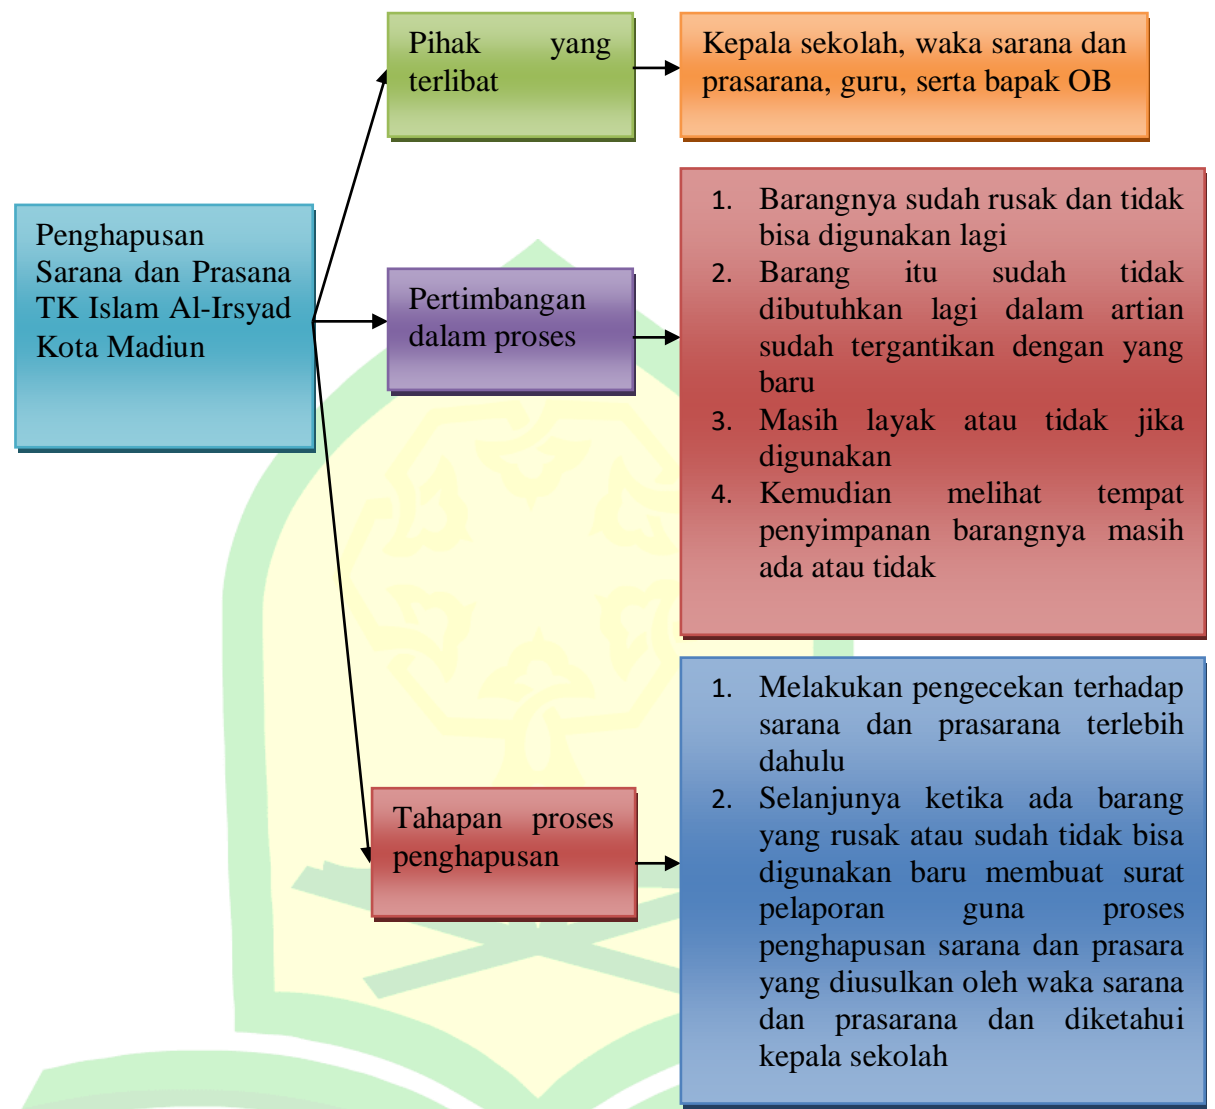 Pihak yang
terlibat
Kepala sekolah, waka sarana dan
prasarana, guru, serta bapak OB
Penghapusan
Sarana dan Prasana
TK Islam Al-Irsyad
Kota Madiun
Pertimbangan
dalam proses
1. Barangnya sudah rusak dan tidak
bisa digunakan lagi
2. Barang itu sudah tidak
dibutuhkan lagi dalam artian
sudah tergantikan dengan yang
baru
3. Masih layak atau tidak jika
digunakan
4. Kemudian melihat tempat
penyimpanan barangnya masih
ada atau tidak
Tahapan proses
penghapusan
1. Melakukan pengecekan terhadap
sarana dan prasarana terlebih
dahulu
2. Selanjunya ketika ada barang
yang rusak atau sudah tidak bisa
digunakan baru membuat surat
pelaporan guna proses
penghapusan sarana dan prasara
yang diusulkan oleh waka sarana
dan prasarana dan diketahui
kepala sekolah